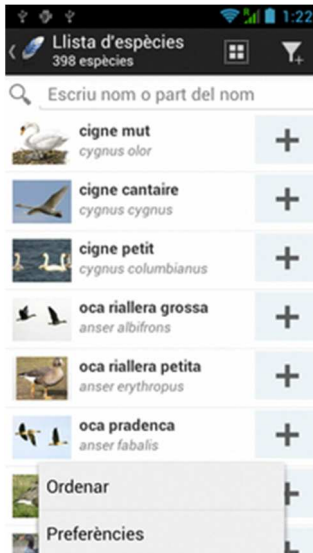 1:22
Llista d'espècies
398 espècies
Escriu nom o part del nom
cigne mut
cygnus olor
cigne cantaire
cygnus cygnus
cigne petit
cygnus columbianus
oca riallera grossa
anser albifrons
oca riallera petita
anser erythropus
oca pradenca
anser fabalis
Ordenar
Preferències